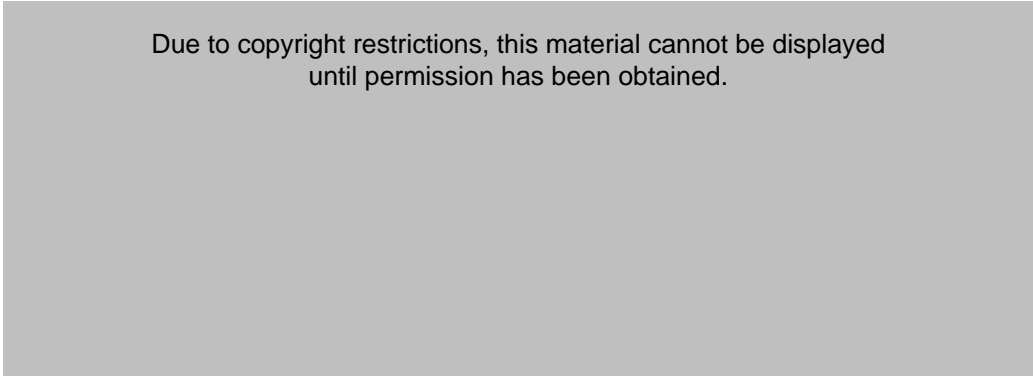 Due to copyright restrictions, this material cannot be displayed
until permission has been obtained.